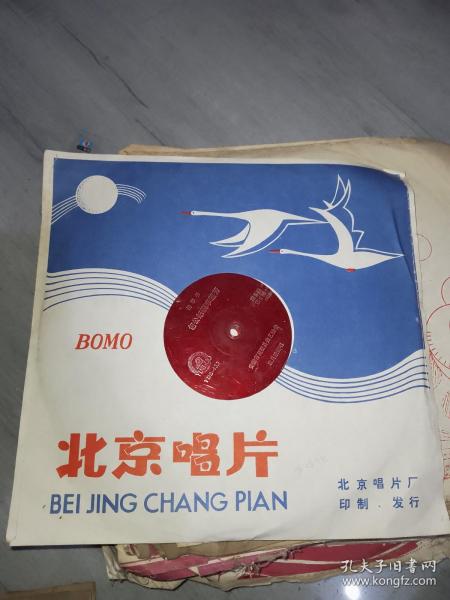 BOMO
北京唱片
BEI JING CHANG PIAN
北京唱片厂
印制、发行
孔夫子旧书网
www.kongfz.com